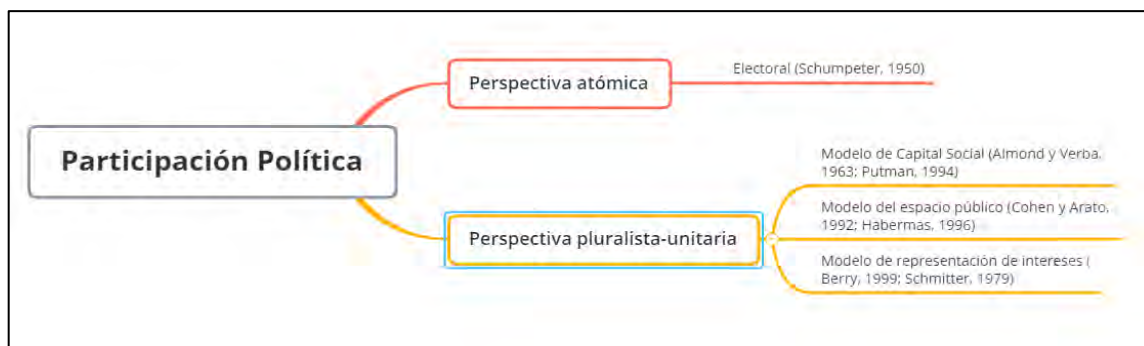 Participación Política
Perspectiva atómica
Electoral (Schumpeter, 1950)
Perspectiva pluralista-unitaria
Modelo de Capital Social (Almond y Verba,
1963; Putman, 1994)
Modelo del espacio público (Cohen y Arato,
1992; Habermas, 1996)
Modelo de representación de intereses (
Berry, 1999; Schmitter, 1979)